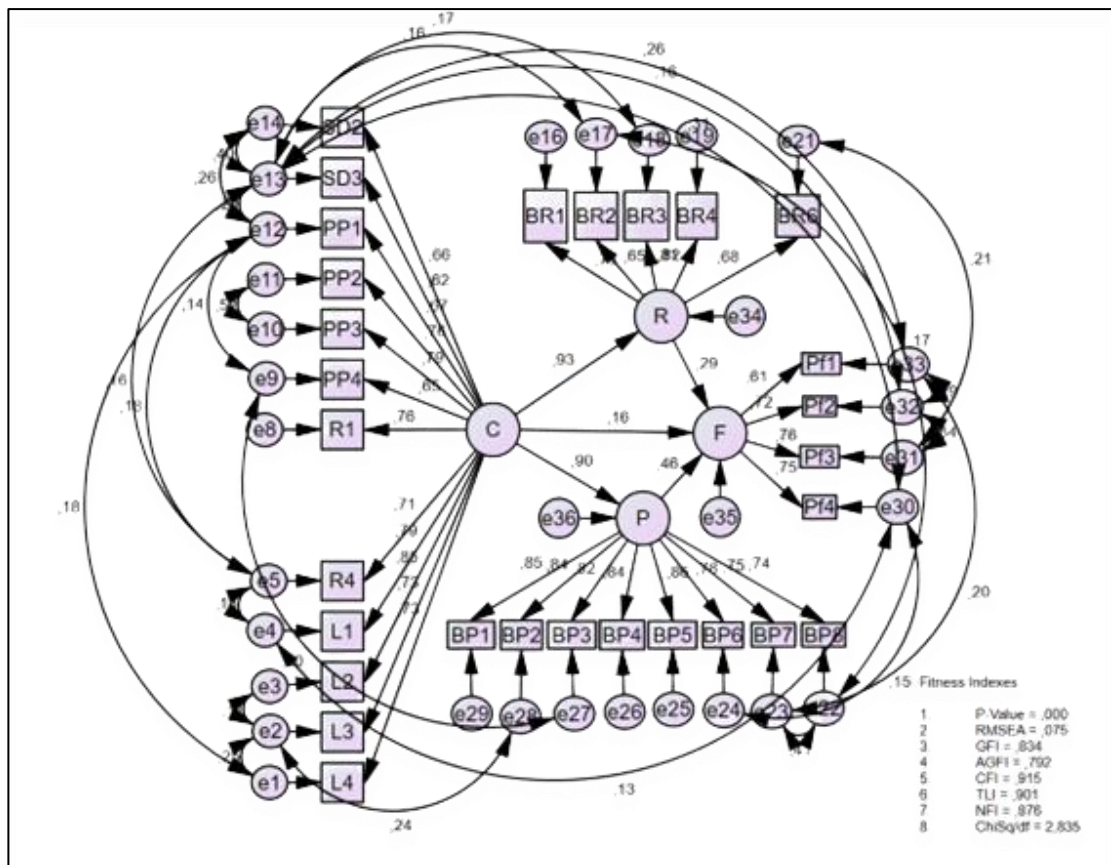 ,17
,16
,26
,16
e14
SD2
e16
e17
e18
e19
e21
,26
e13
SD3
e12
PP1
BR1
BR2
BR3
BR4
BR6
,66
,65
,68
e11
PP2
,62
,21
,14
e10
PP3
,78
R
e34
,79
,17
e9
PP4
,65
,93
,29
Pf1
e33
,61
,16
,72
Pf2
e32
,18
e8
R1
,76
C
,16
F
,76
Pf3
e31
,75
,90
,46
Pf4
e30
,18
,71
e36
P
e35
,79
,88
,85
,84
,82
,84
,86
,78
,75
,74
e5
R4
,73
,20
e4
L1
BP1
BP2
BP3
BP4
BP5
BP6
BP7
BP8
e3
L2
,15
Fitness Indexes
e29
e28
e27
e26
e25
e24
e23
e22
1 P-Value = ,000
e2
L3
2 RMSEA = ,075
3 GFI = ,834
4 AGFI = ,792
e1
L4
,13
5 CFI = ,915
6 TLI = ,901
,24
7 NFI = ,876
8 ChiSq/df = 2,835